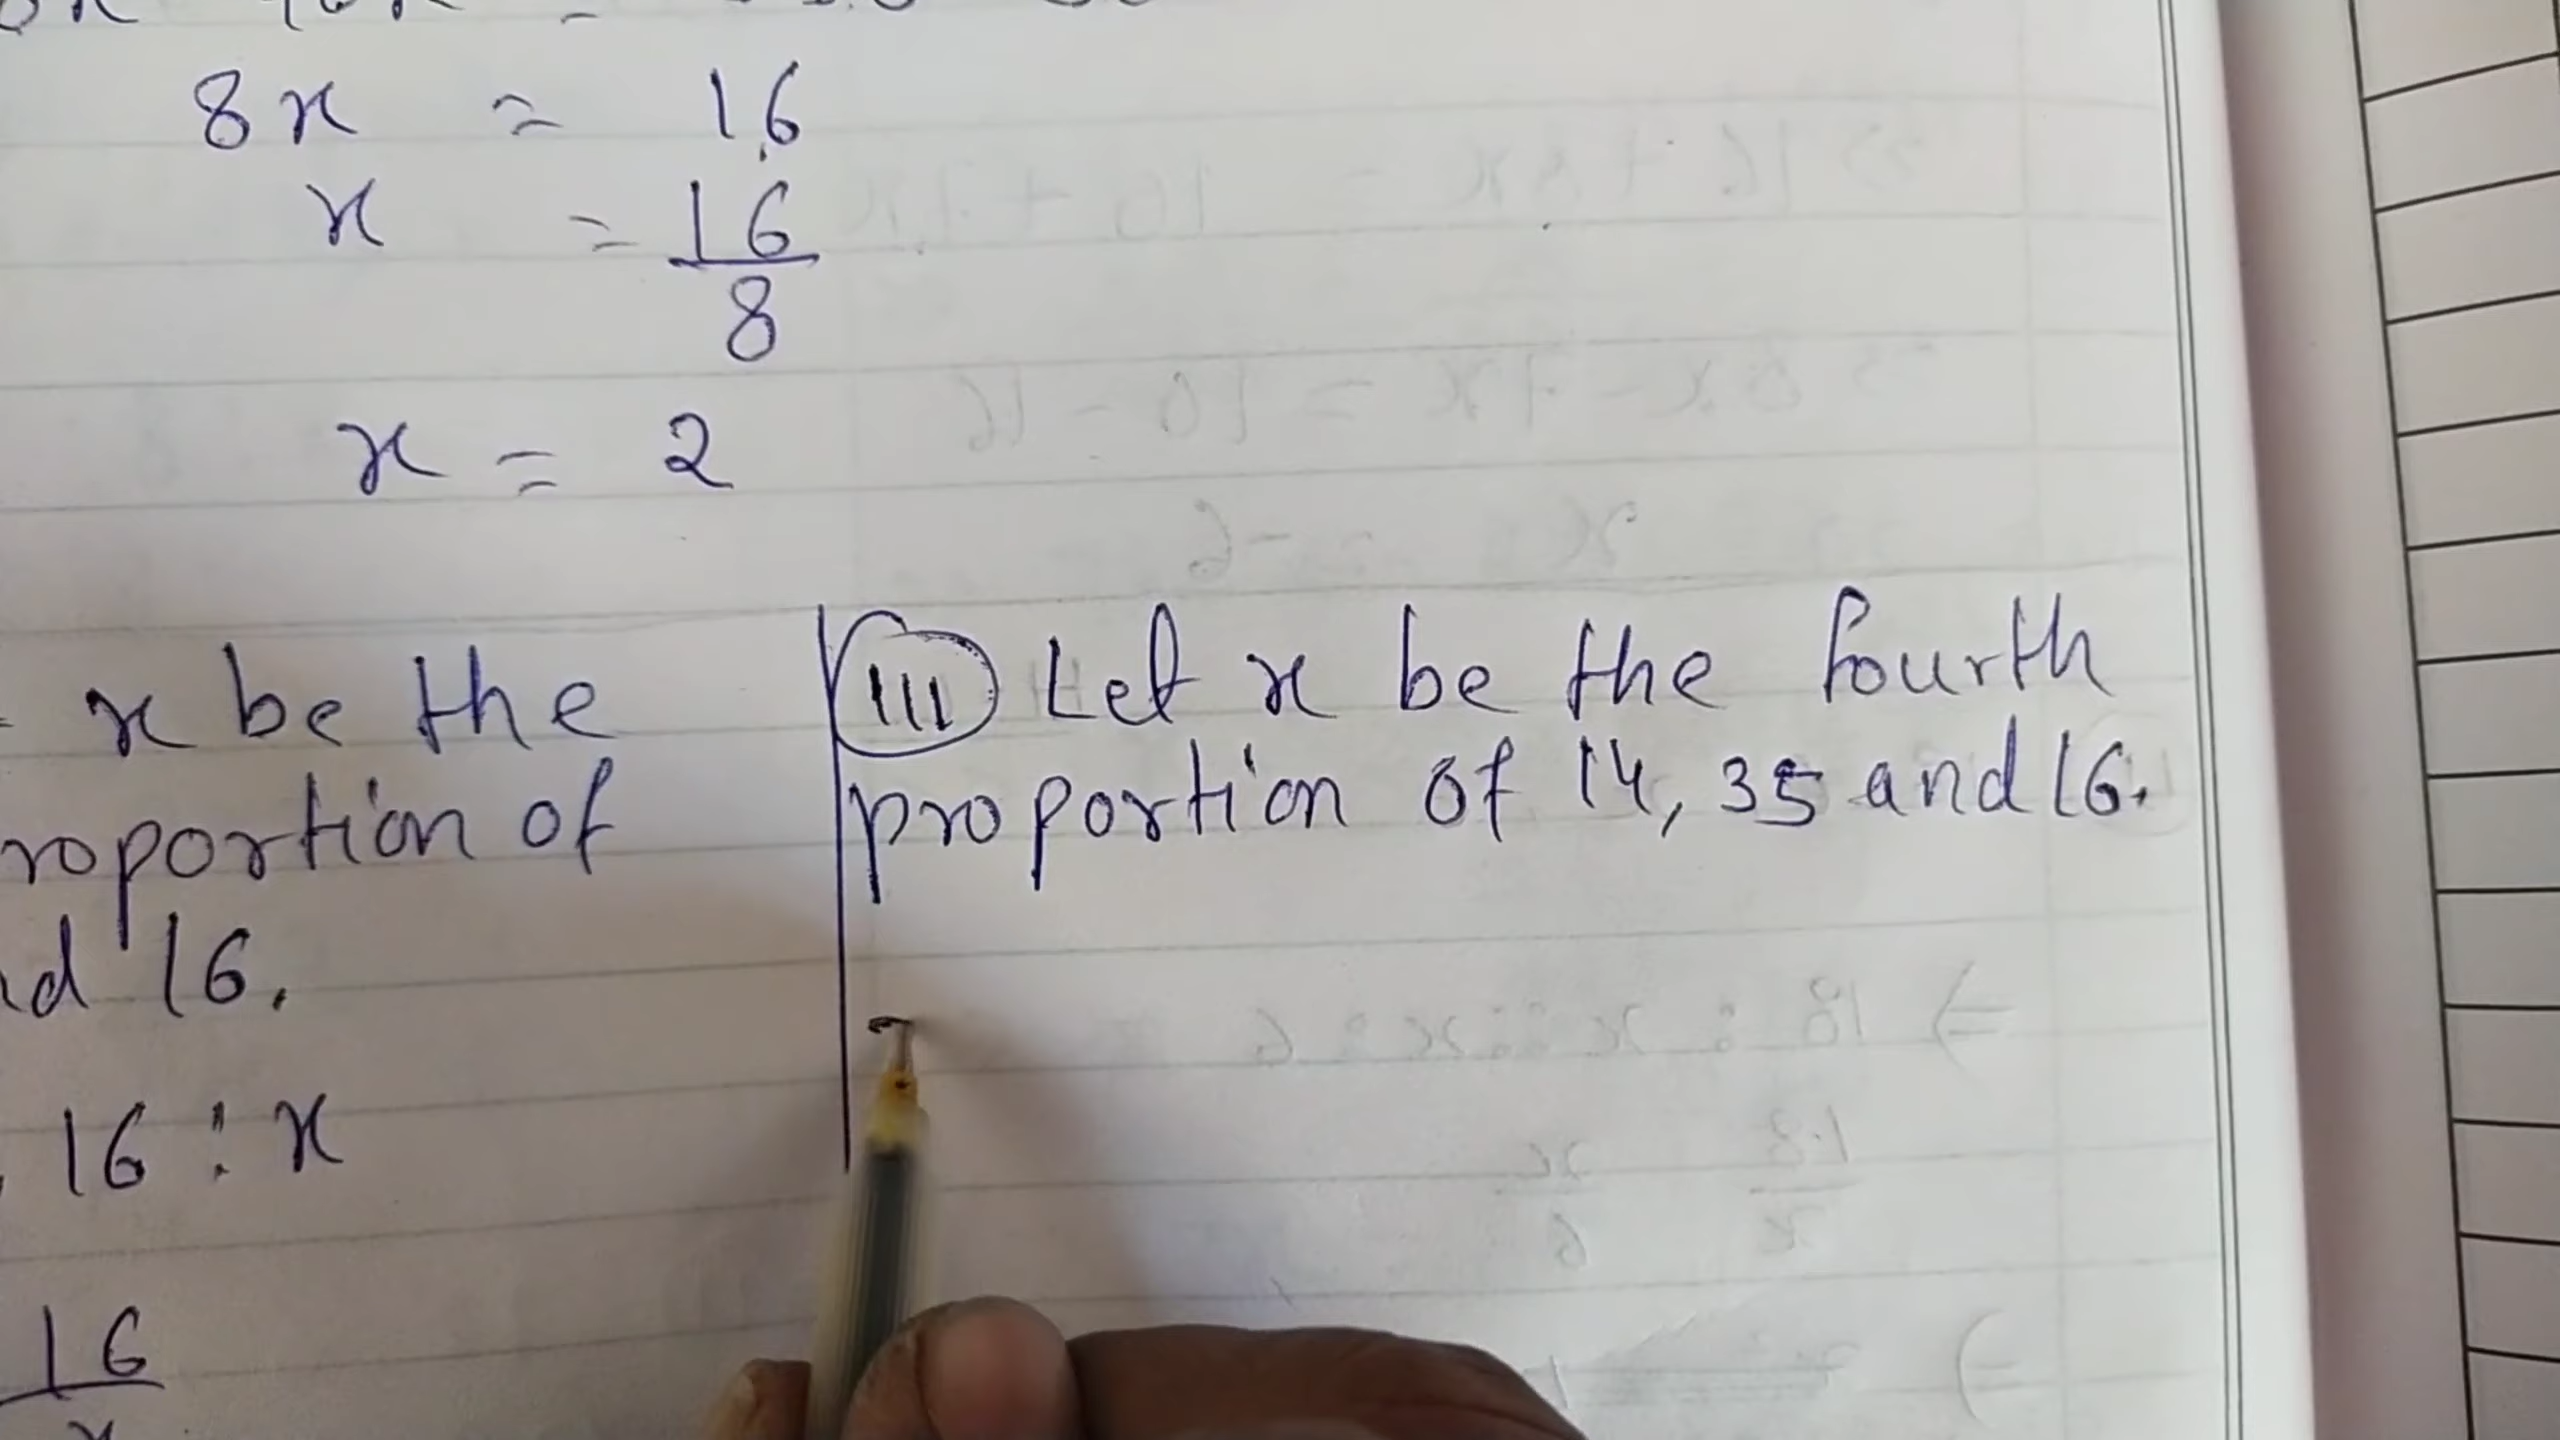 8x = 16
x = 16
8
x = 2
x be the
roportion of
d 16.
16 : x
16
x
(111) Let x be the fourth
proportion of 14, 35 and 16.